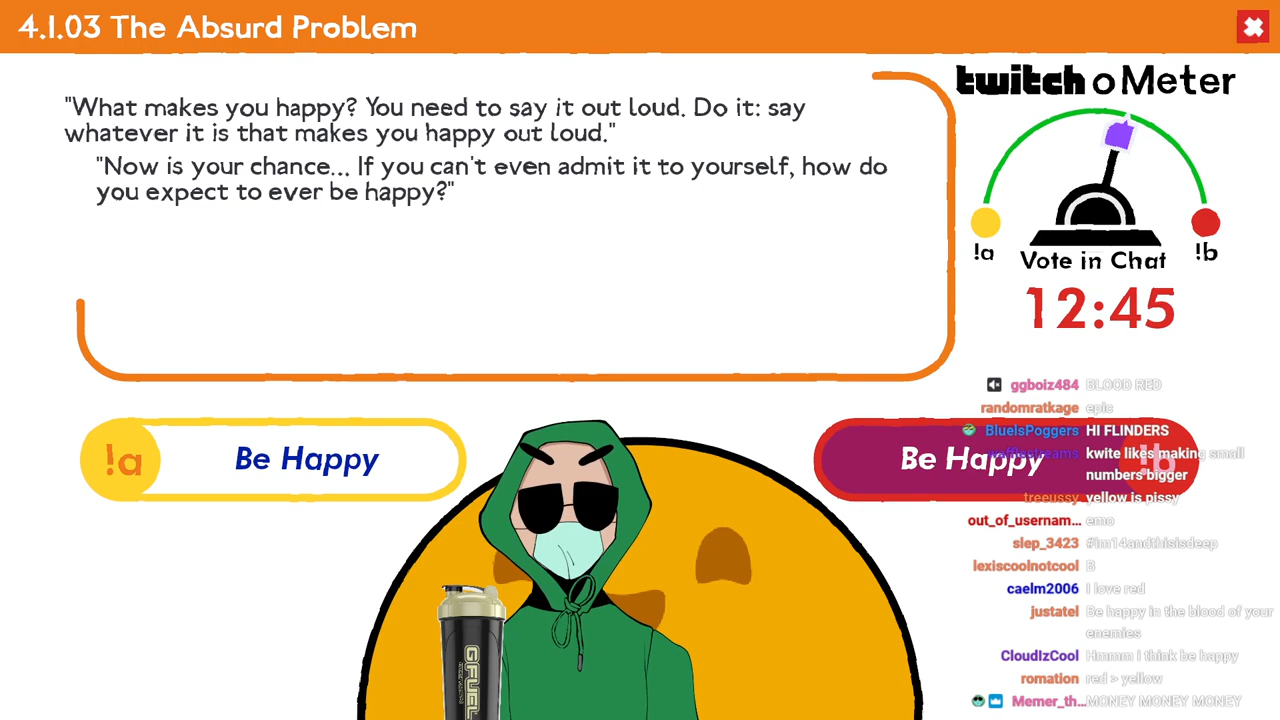 4.1.03 The Absurd Problem
"What makes you happy? You need to say it out loud. Do it: say
whatever it is that makes you happy out loud."
"Now is your chance... If you can't even admit it to yourself, how do
you expect to ever be happy?"
twitch o Meter
!a
!b
Vote in Chat
12:45
!a Be Happy
Be Happy !b
ggboiz484 BLOOD RED
randomratkage epic
BlueIsPoggers HI FLINDERS
kwite likes making small
numbers bigger
treeussy yellow is pissy
out_of_usernam... emo
slep_3423 #im14andthisisdeep
lexiscoolnotcool B
caelm2006 I love red
justatel Be happy in the blood of your
enemies
CloudIzCool Hmmm I think be happy
romation red > yellow
Memer_th... MONEY MONEY MONEY
GFUEL